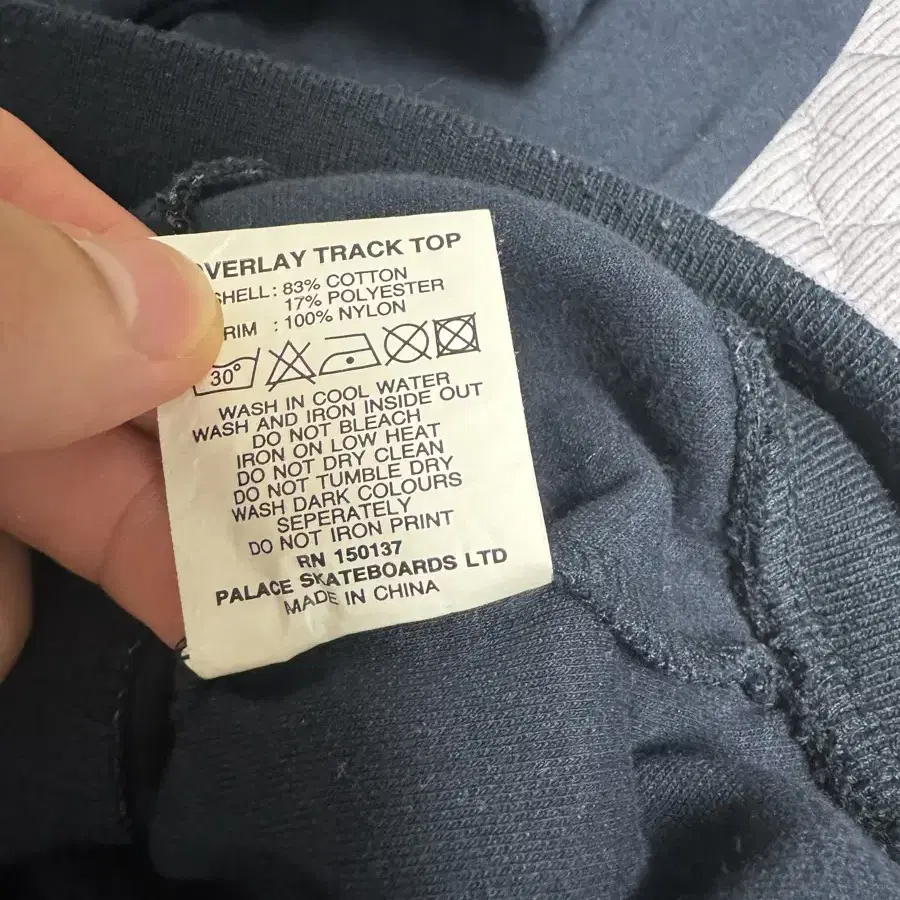 OVERLAY TRACK TOP
SHELL: 83% COTTON
17% POLYESTER
TRIM : 100% NYLON
30°
WASH IN COOL WATER
WASH AND IRON INSIDE OUT
DO NOT BLEACH
IRON ON LOW HEAT
DO NOT DRY CLEAN
DO NOT TUMBLE DRY
WASH DARK COLOURS
SEPERATELY
DO NOT IRON PRINT
RN 150137
PALACE SKATEBOARDS LTD
MADE IN CHINA